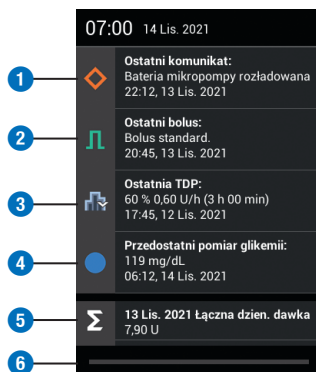 07:00 14 Lis. 2021
1
Ostatni komunikat:
Bateria mikropompy rozładowana
22:12, 13 Lis. 2021
2
Ostatni bolus:
Bolus standard.
20:45, 13 Lis. 2021
3
Ostatnia TDP:
60 % 0,60 U/h (3 h 00 min)
17:45, 12 Lis. 2021
4
Przedostatni pomiar glikemii:
119 mg/dL
06:12, 14 Lis. 2021
5
Σ
13 Lis. 2021 Łączna dzien. dawka
7,90 U
6